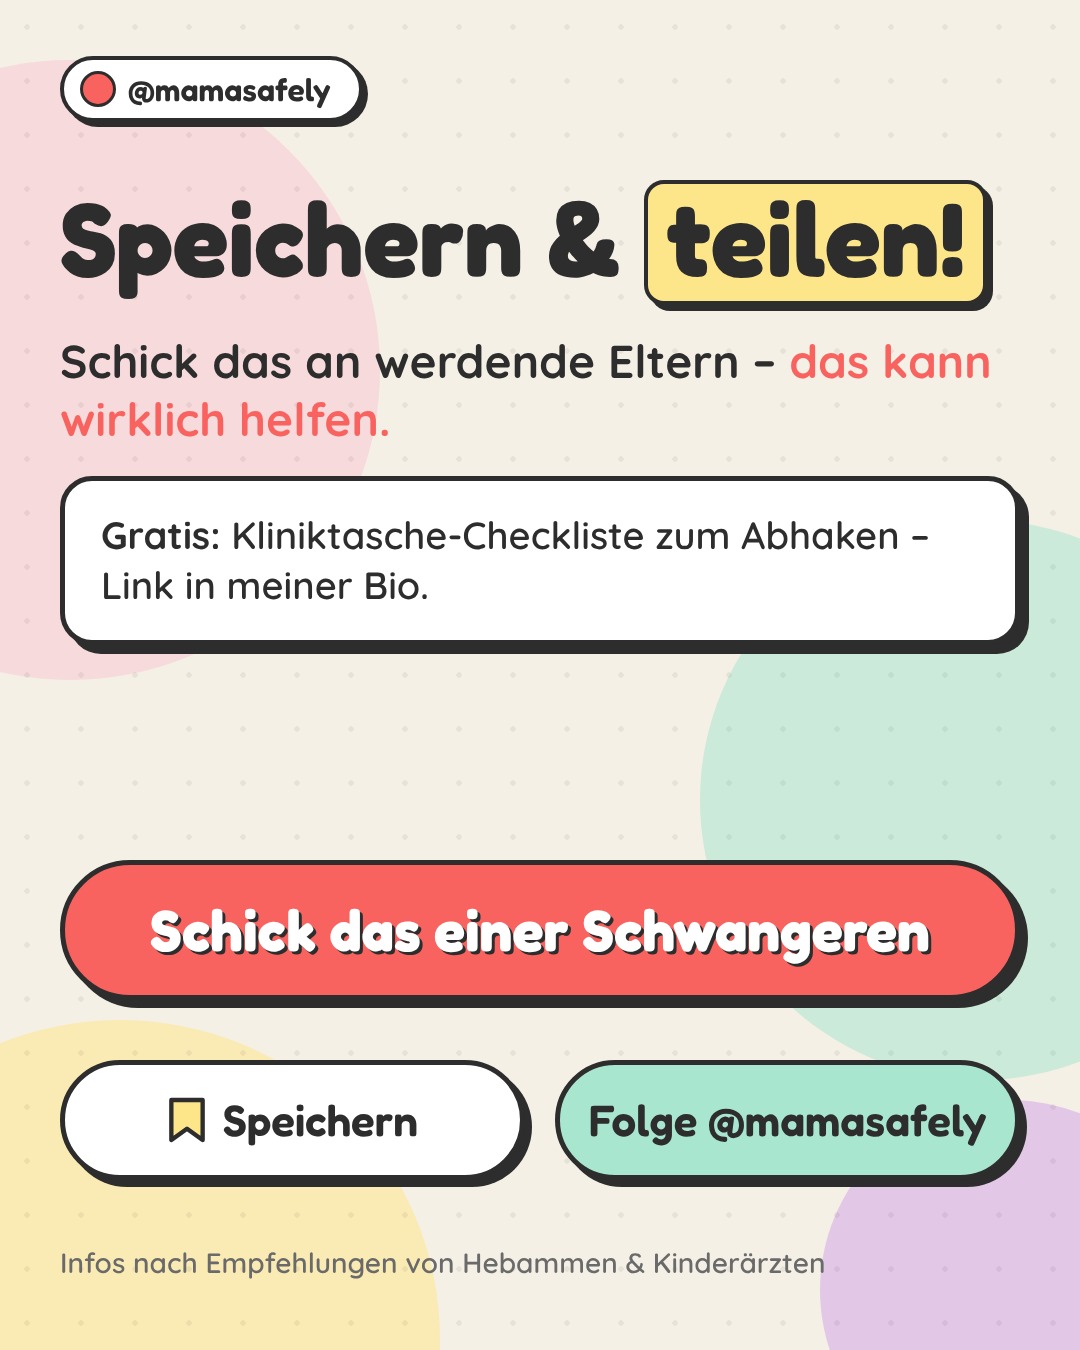 @mamasafely
Speichern & teilen!
Schick das an werdende Eltern – das kann
wirklich helfen.
Gratis: Kliniktasche-Checkliste zum Abhaken –
Link in meiner Bio.
Schick das einer Schwangeren
Speichern
Folge @mamasafely
Infos nach Empfehlungen von Hebammen & Kinderärzten